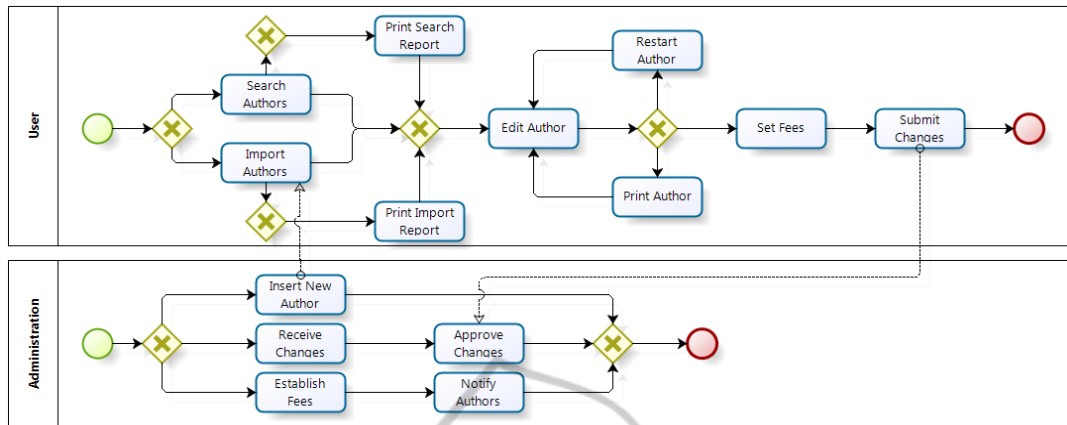 User
Print Search
Report
Search
Authors
Import
Authors
Print Import
Report
Edit Author
Restart
Author
Print Author
Set Fees
Submit
Changes
Administration
Insert New
Author
Receive
Changes
Approve
Changes
Establish
Fees
Notify
Authors